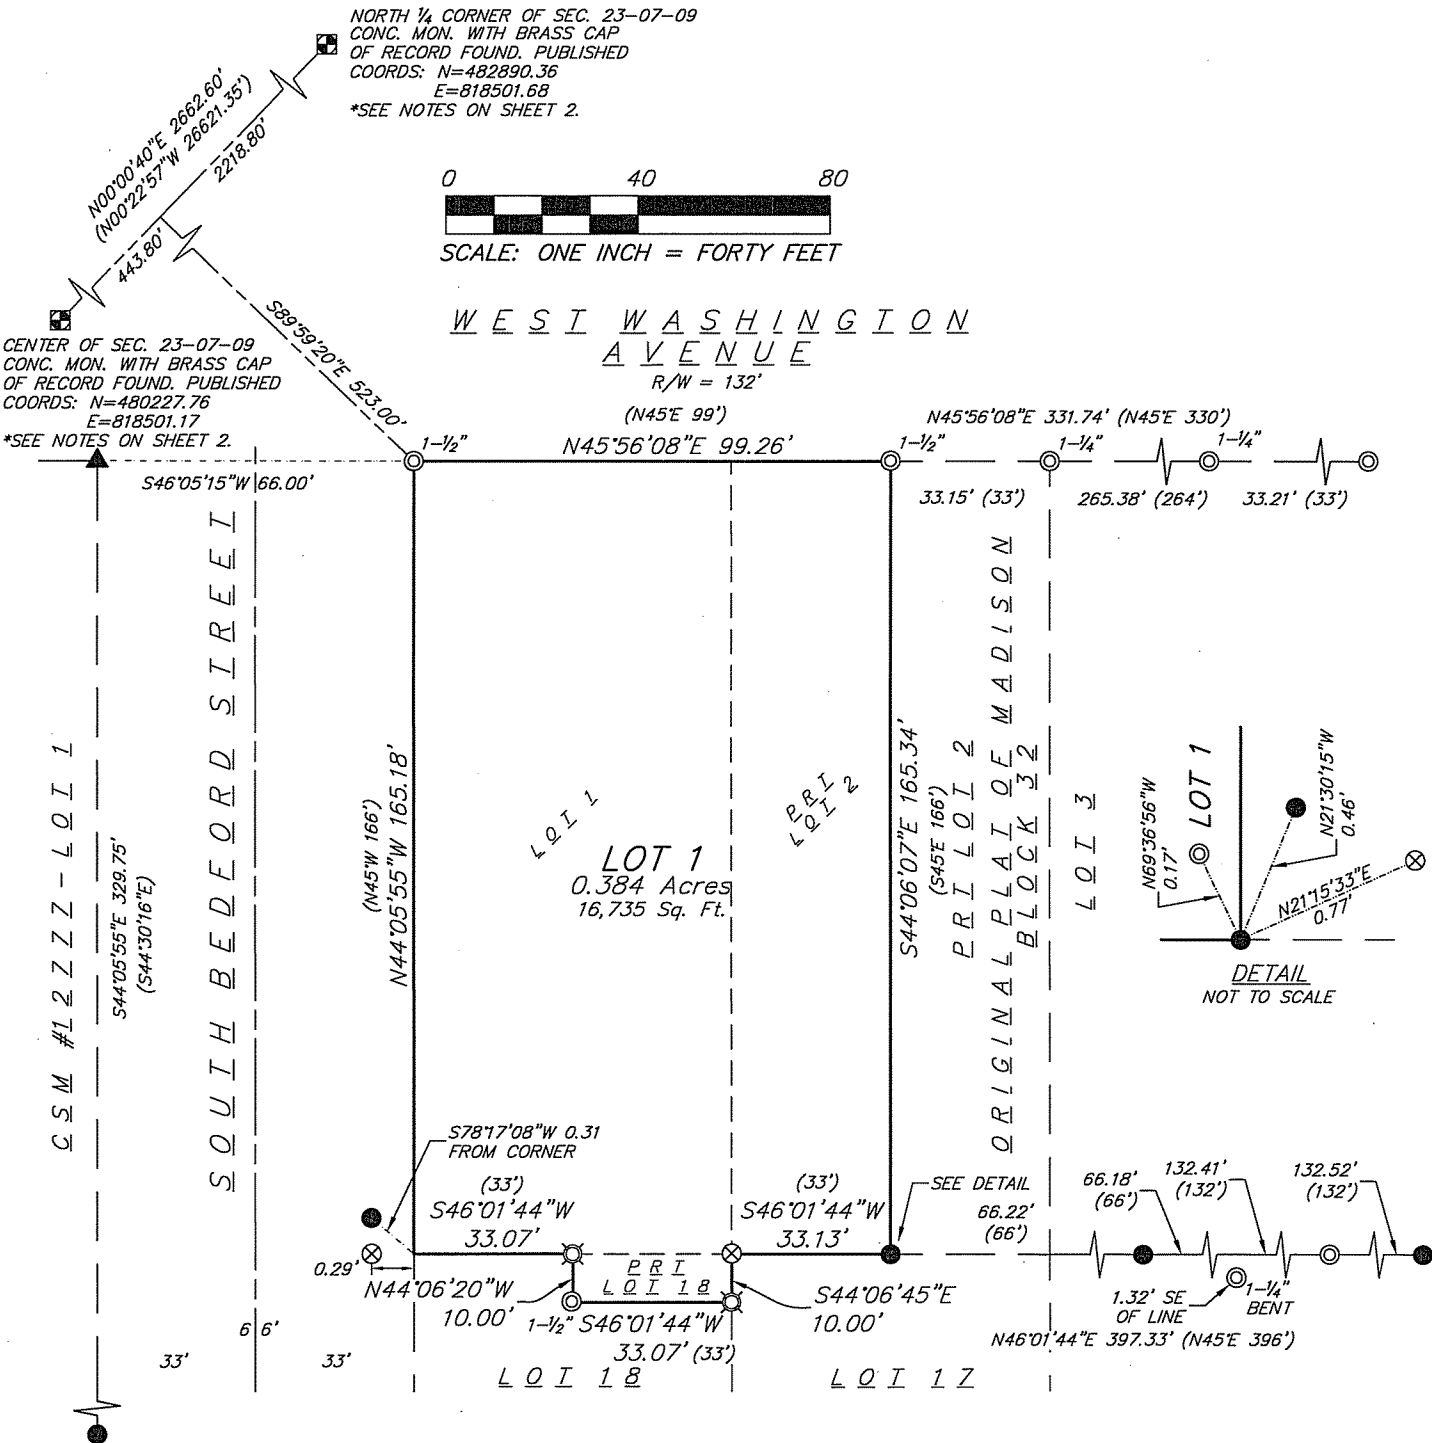 NORTH ¼ CORNER OF SEC. 23-07-09
CONC. MON. WITH BRASS CAP
OF RECORD FOUND. PUBLISHED
COORDS: N=482890.36
E=818501.68
*SEE NOTES ON SHEET 2.
N00°00'40"E 2662.60'
(N00°22'57"W 26621.35')
2218.80'
443.80'
0 40 80
SCALE: ONE INCH = FORTY FEET
S89°59'20"E 523.00'
WEST WASHINGTON
AVENUE
R/W = 132'
CENTER OF SEC. 23-07-09
CONC. MON. WITH BRASS CAP
OF RECORD FOUND. PUBLISHED
COORDS: N=480227.76
E=818501.17
*SEE NOTES ON SHEET 2.
(N45°E 99')
N45°56'08"E 99.26'
1-½"
1-½"
N45°56'08"E 331.74' (N45°E 330')
1-¼"
1-¼"
S46°05'15"W 66.00'
33.15' (33')
265.38' (264')
33.21' (33')
CSM #12777-LOT 1
S44°05'55"E 329.75'
(S44°30'16"E)
SOUTH BEDFORD STREET
(N45°W 166')
N44°05'55"W 165.18'
LOT 1
PRT
LOT 2
LOT 1
0.384 Acres
16,735 Sq. Ft.
S44°06'07"E 165.34'
(S45°E 166')
PRT LOT 2
ORIGINAL PLAT OF MADISON
BLOCK 32
LOT 3
N69°36'56"W
0.17'
LOT 1
N21°30'15"W
0.46'
N21°15'33"E
0.77'
DETAIL
NOT TO SCALE
S78°17'08"W 0.31
FROM CORNER
(33')
S46°01'44"W
33.07'
(33')
S46°01'44"W
33.13'
SEE DETAIL
66.22'
(66')
66.18'
(66')
132.41'
(132')
132.52'
(132')
0.29'
N44°06'20"W
10.00'
PRT
LOT 18
S44°06'45"E
10.00'
1-½"
S46°01'44"W
33.07' (33')
1.32' SE
OF LINE
1-¼"
BENT
N46°01'44"E 397.33' (N45°E 396')
66'
33'
33'
LOT 18
LOT 17